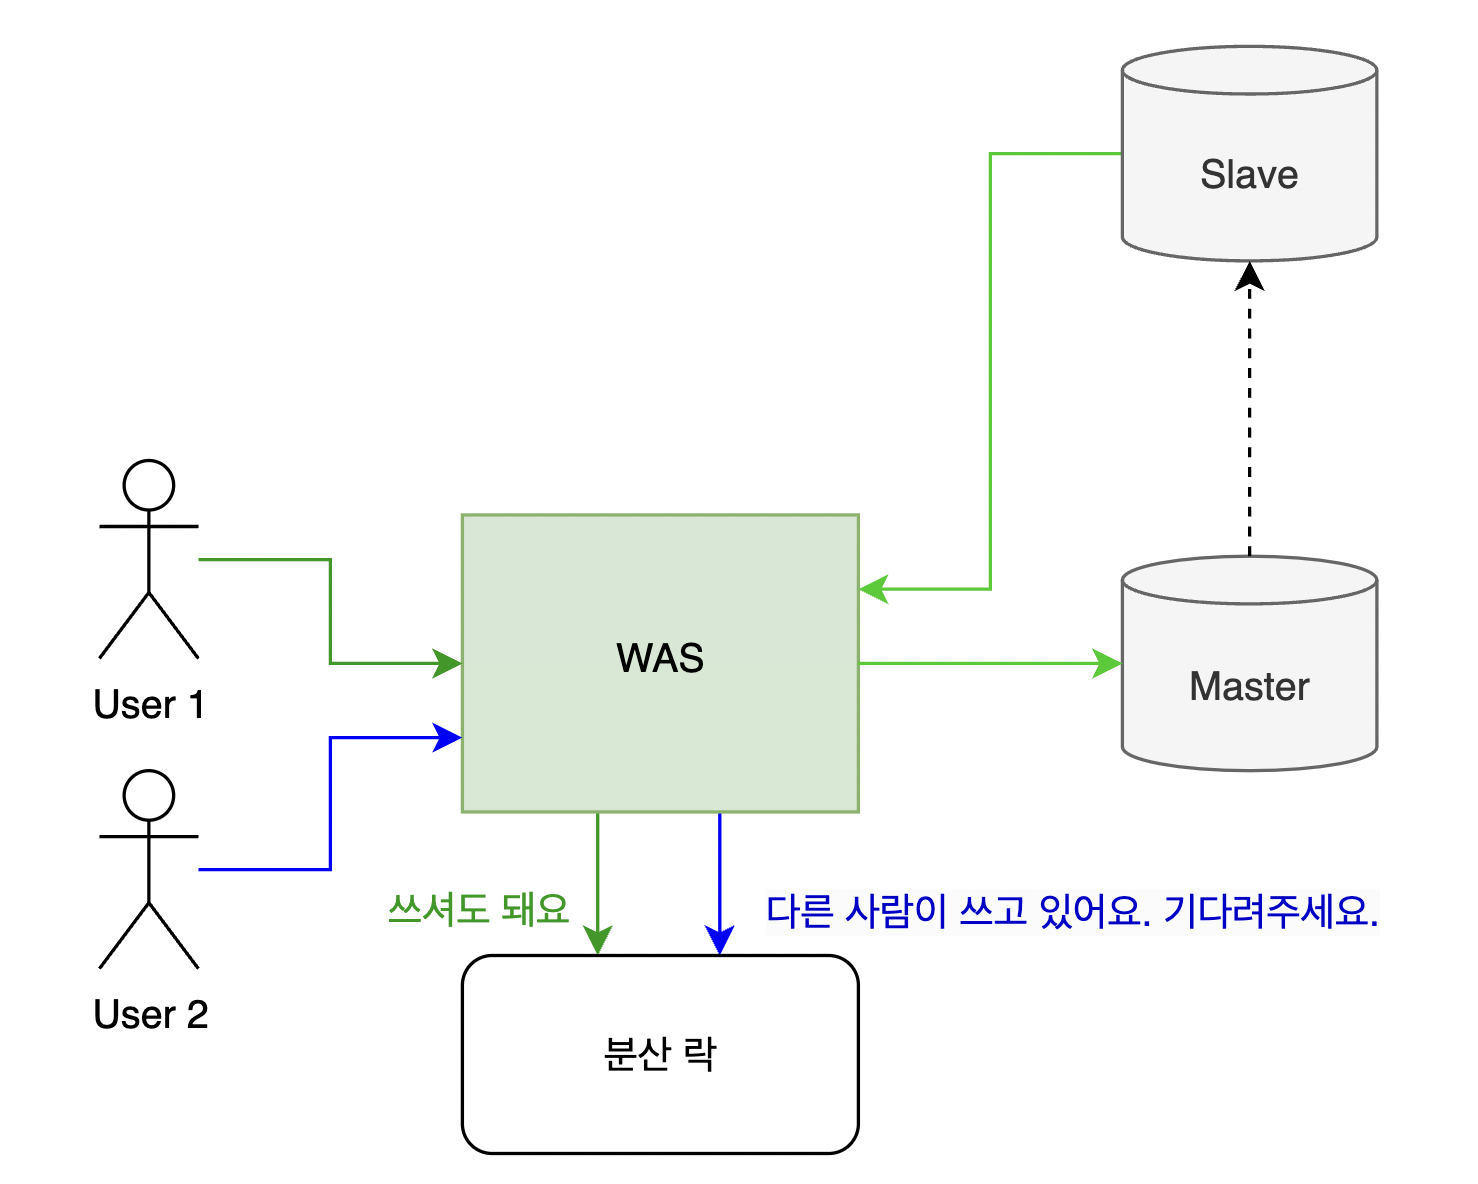 Slave
WAS
Master
User 1
User 2
쓰셔도 돼요
다른 사람이 쓰고 있어요. 기다려주세요.
분산 락